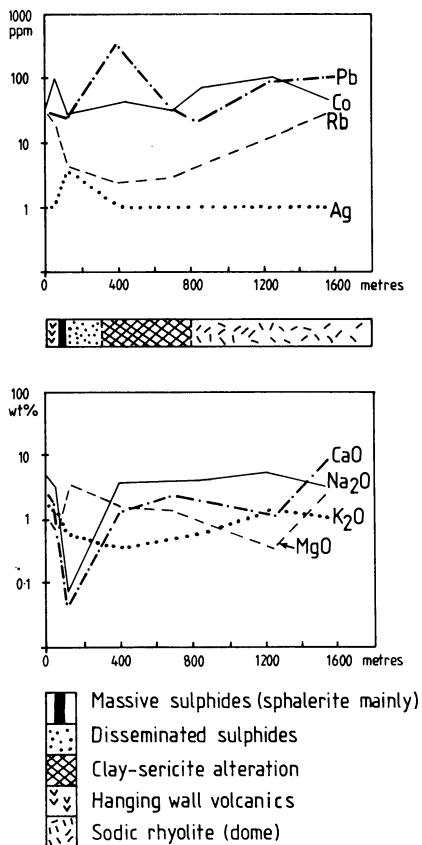 1000
ppm
100
10
1
Pb
Co
Rb
Ag
0 400 800 1200 metres
100
wt%
10
1
0·1
CaO
Na2O
K2O
MgO
0 400 800 1200 1600 metres
Massive sulphides (sphalerite mainly)
Disseminated sulphides
Clay-sericite alteration
Hanging wall volcanics
Sodic rhyolite (dome)